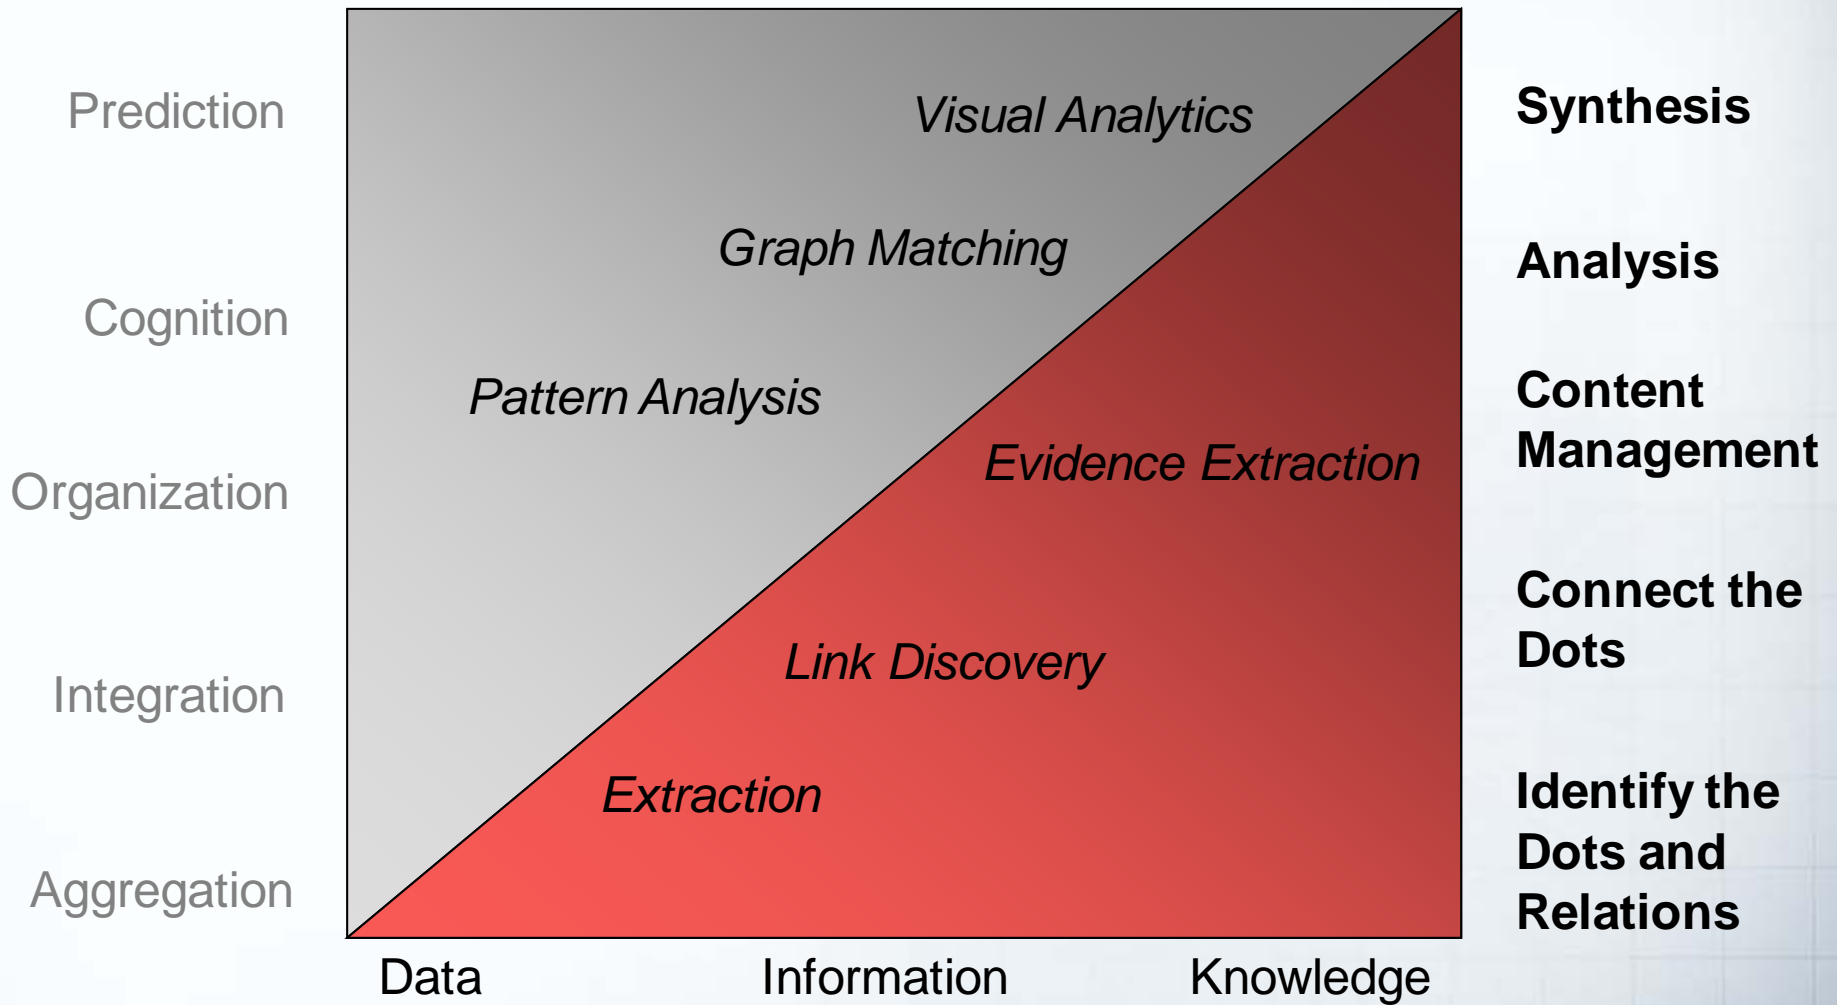 Prediction
Visual Analytics
Synthesis
Graph Matching
Analysis
Cognition
Pattern Analysis
Content
Management
Evidence Extraction
Organization
Connect the
Dots
Link Discovery
Integration
Extraction
Identify the
Dots and
Relations
Aggregation
Data
Information
Knowledge